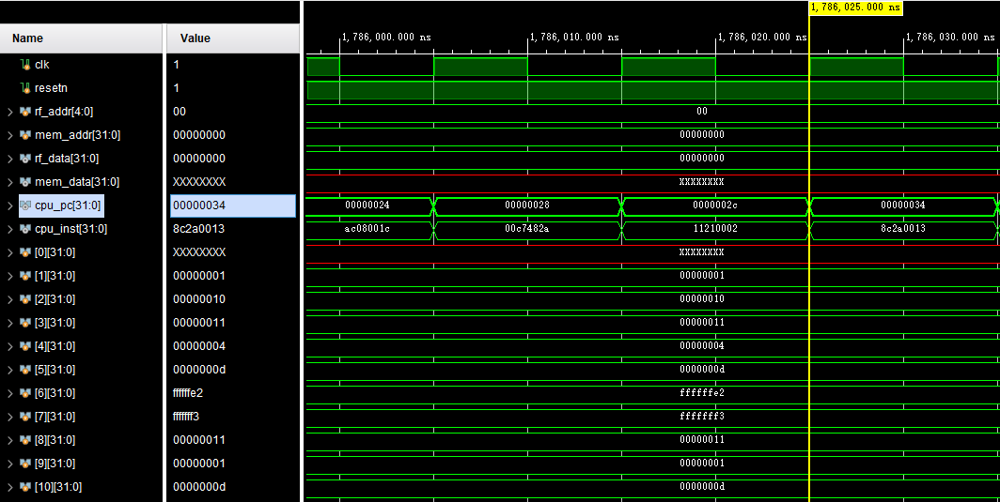 1,786,025.000 ns
Name Value
1,786,000.000 ns 1,786,010.000 ns 1,786,020.000 ns 1,786,030.000 ns
clk 1
resetn 1
rf_addr[4:0] 00 00
mem_addr[31:0] 00000000 00000000
rf_data[31:0] 00000000 00000000
mem_data[31:0] XXXXXXXX XXXXXXXX
cpu_pc[31:0] 00000034 00000024 00000028 0000002c 00000034
cpu_inst[31:0] 8c2a0013 ac08001c 00c7482a 11210002 8c2a0013
[0][31:0] XXXXXXXX XXXXXXXX
[1][31:0] 00000001 00000001
[2][31:0] 00000010 00000010
[3][31:0] 00000011 00000011
[4][31:0] 00000004 00000004
[5][31:0] 0000000d 0000000d
[6][31:0] ffffffe2 ffffffe2
[7][31:0] fffffff3 fffffff3
[8][31:0] 00000011 00000011
[9][31:0] 00000001 00000001
[10][31:0] 0000000d 0000000d